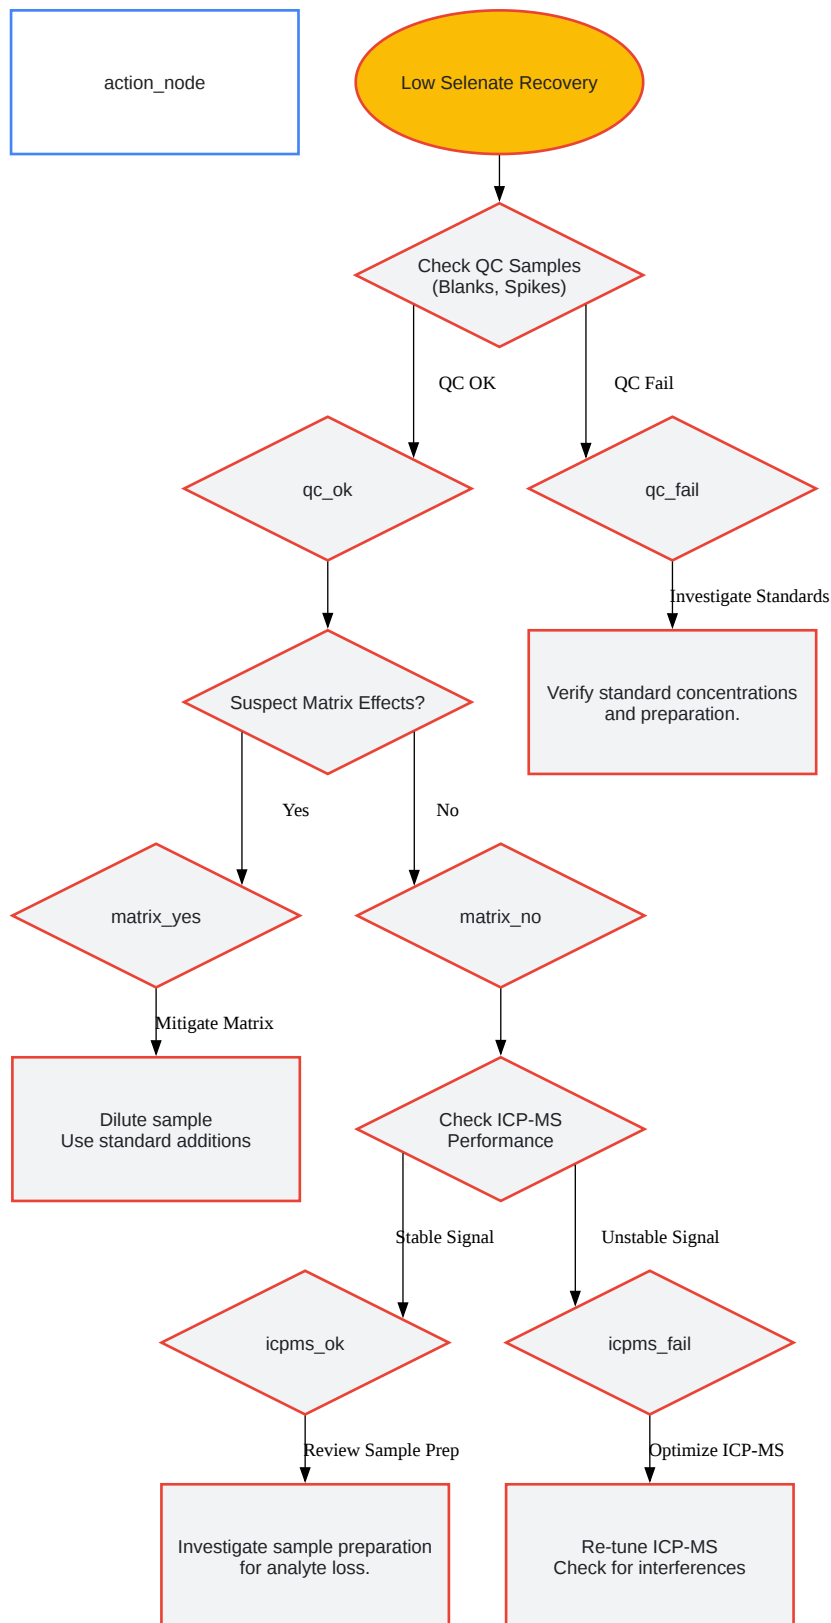 action_node
Low Selenate Recovery
Check QC Samples
(Blanks, Spikes)
QC OK
QC Fail
qc_ok
qc_fail
Investigate Standards
Suspect Matrix Effects?
Verify standard concentrations
and preparation.
Yes
No
matrix_yes
matrix_no
Mitigate Matrix
Dilute sample
Use standard additions
Check ICP-MS
Performance
Stable Signal
Unstable Signal
icpms_ok
icpms_fail
Review Sample Prep
Optimize ICP-MS
Investigate sample preparation
for analyte loss.
Re-tune ICP-MS
Check for interferences